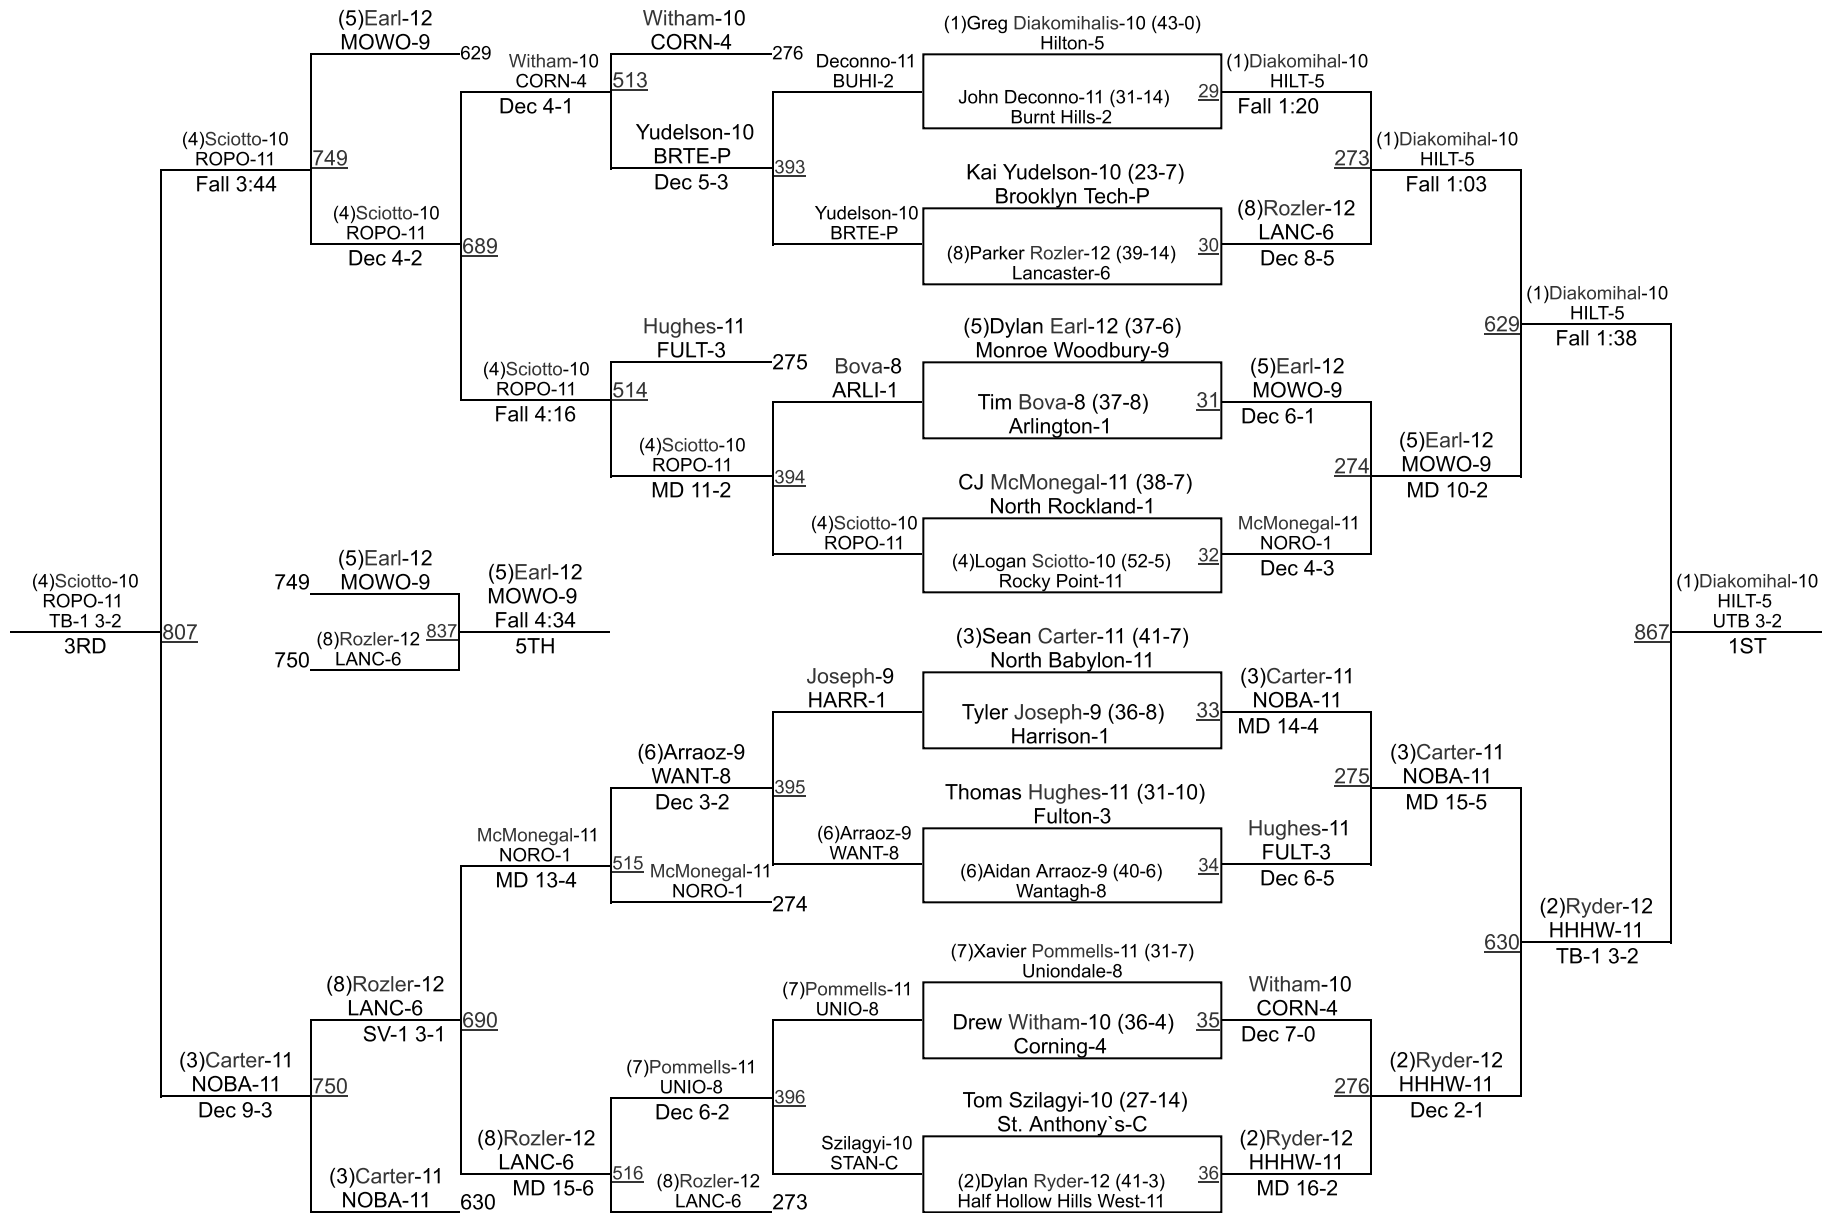 (5)Earl-12
MOWO-9
629
(4)Sciotto-10
ROPO-11
Fall 3:44
749
(4)Sciotto-10
ROPO-11
Dec 4-2
Witham-10
CORN-4
Dec 4-1
689
(4)Sciotto-10
ROPO-11
Fall 4:16
Witham-10
CORN-4
276
513
Yudelson-10
BRTE-P
Dec 5-3
Hughes-11
FULT-3
275
514
(4)Sciotto-10
ROPO-11
MD 11-2
Deconno-11
BUHI-2
393
Yudelson-10
BRTE-P
Bova-8
ARLI-1
394
(4)Sciotto-10
ROPO-11
(1)Greg Diakomihalis-10 (43-0)
Hilton-5
John Deconno-11 (31-14)
Burnt Hills-2
29
Kai Yudelson-10 (23-7)
Brooklyn Tech-P
(8)Parker Rozler-12 (39-14)
Lancaster-6
30
(5)Dylan Earl-12 (37-6)
Monroe Woodbury-9
Tim Bova-8 (37-8)
Arlington-1
31
CJ McMonegal-11 (38-7)
North Rockland-1
(4)Logan Sciotto-10 (52-5)
Rocky Point-11
32
(1)Diakomihal-10
HILT-5
Fall 1:20
273
(8)Rozler-12
LANC-6
Dec 8-5
(5)Earl-12
MOWO-9
Dec 6-1
274
McMonegal-11
NORO-1
Dec 4-3
(1)Diakomihal-10
HILT-5
Fall 1:03
629
(5)Earl-12
MOWO-9
MD 10-2
(1)Diakomihal-10
HILT-5
Fall 1:38
(4)Sciotto-10
ROPO-11
TB-1 3-2
3RD
807
749
(5)Earl-12
MOWO-9
750
(8)Rozler-12
LANC-6
837
(5)Earl-12
MOWO-9
Fall 4:34
5TH
867
(1)Diakomihal-10
HILT-5
UTB 3-2
1ST
(3)Carter-11
NOBA-11
Dec 9-3
(8)Rozler-12
LANC-6
SV-1 3-1
750
(3)Carter-11
NOBA-11
630
McMonegal-11
NORO-1
MD 13-4
690
(8)Rozler-12
LANC-6
MD 15-6
(6)Arraoz-9
WANT-8
Dec 3-2
515
McMonegal-11
NORO-1
274
(7)Pommells-11
UNIO-8
Dec 6-2
516
(8)Rozler-12
LANC-6
273
Joseph-9
HARR-1
395
(6)Arraoz-9
WANT-8
(7)Pommells-11
UNIO-8
396
Szilagyi-10
STAN-C
(3)Sean Carter-11 (41-7)
North Babylon-11
Tyler Joseph-9 (36-8)
Harrison-1
33
Thomas Hughes-11 (31-10)
Fulton-3
(6)Aidan Arraoz-9 (40-6)
Wantagh-8
34
(7)Xavier Pommells-11 (31-7)
Uniondale-8
Drew Witham-10 (36-4)
Corning-4
35
Tom Szilagyi-10 (27-14)
St. Anthony`s-C
(2)Dylan Ryder-12 (41-3)
Half Hollow Hills West-11
36
(3)Carter-11
NOBA-11
MD 14-4
275
Hughes-11
FULT-3
Dec 6-5
Witham-10
CORN-4
Dec 7-0
276
(2)Ryder-12
HHHW-11
MD 16-2
(3)Carter-11
NOBA-11
MD 15-5
630
(2)Ryder-12
HHHW-11
Dec 2-1
(2)Ryder-12
HHHW-11
TB-1 3-2